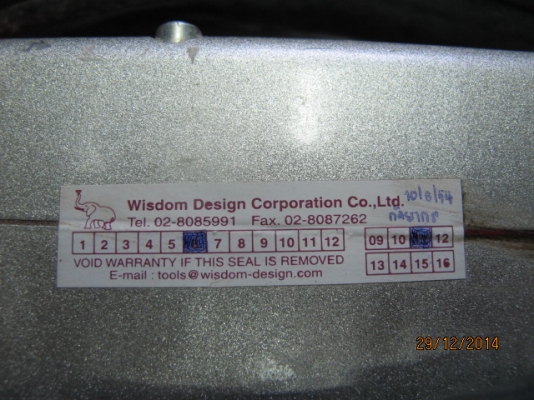 Wisdom Design Corporation Co.,Ltd.
10/8/54
Tel. 02-8085991 Fax. 02-8087262
1 2 3 4 5 6 7 8 9 10 11 12
09 10 11 12
13 14 15 16
VOID WARRANTY IF THIS SEAL IS REMOVED
E-mail : tools@wisdom-design.com
29/12/2014